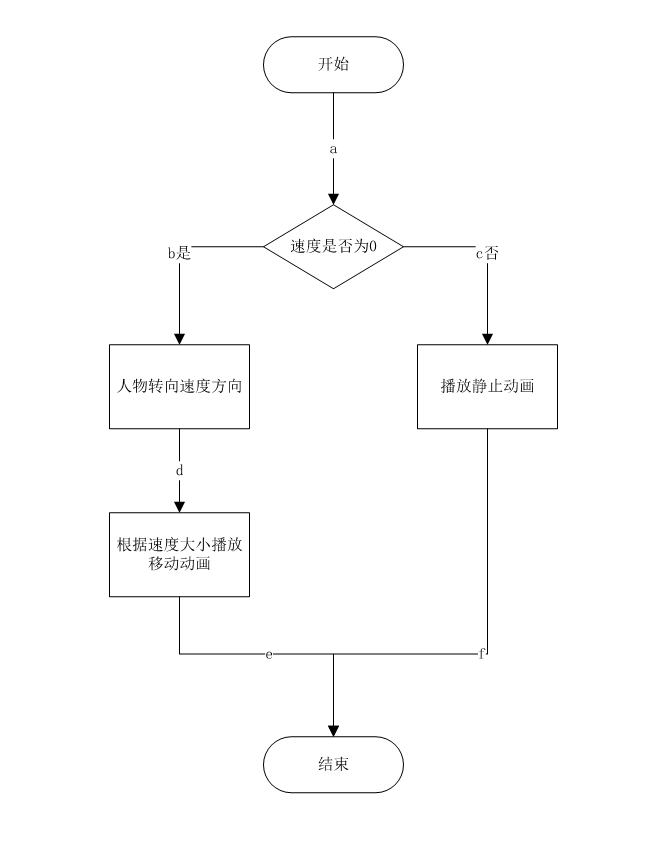 开始
a
速度是否为0
b是
c否
人物转向速度方向
播放静止动画
d
根据速度大小播放
移动动画
e
f
结束